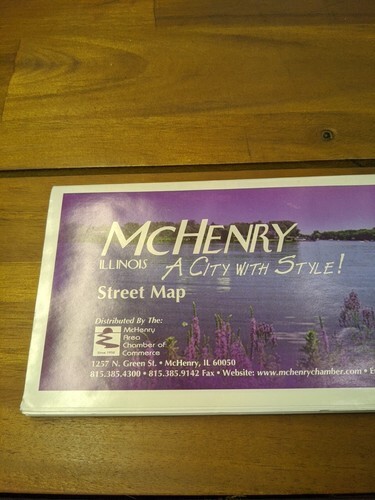 MCHENRY
ILLINOIS A CITY WITH STYLE!
Street Map
Distributed By The:
McHenry
Area
Chamber of
Commerce
1257 N. Green St. • McHenry, IL 60050
815.385.4300 • 815.385.9142 Fax • Website: www.mchenrychamber.com • E